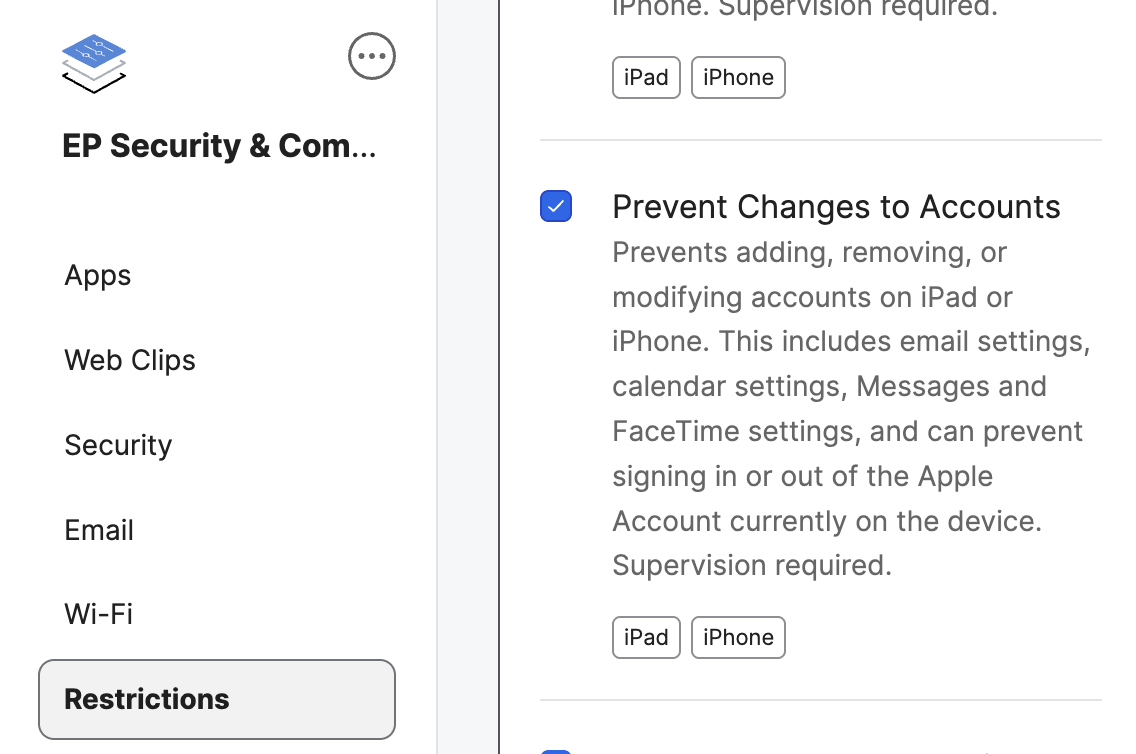 EP Security & Com...
Apps
Web Clips
Security
Email
Wi-Fi
Restrictions
iPhone. Supervision required.
iPad iPhone
Prevent Changes to Accounts
Prevents adding, removing, or
modifying accounts on iPad or
iPhone. This includes email settings,
calendar settings, Messages and
FaceTime settings, and can prevent
signing in or out of the Apple
Account currently on the device.
Supervision required.
iPad iPhone